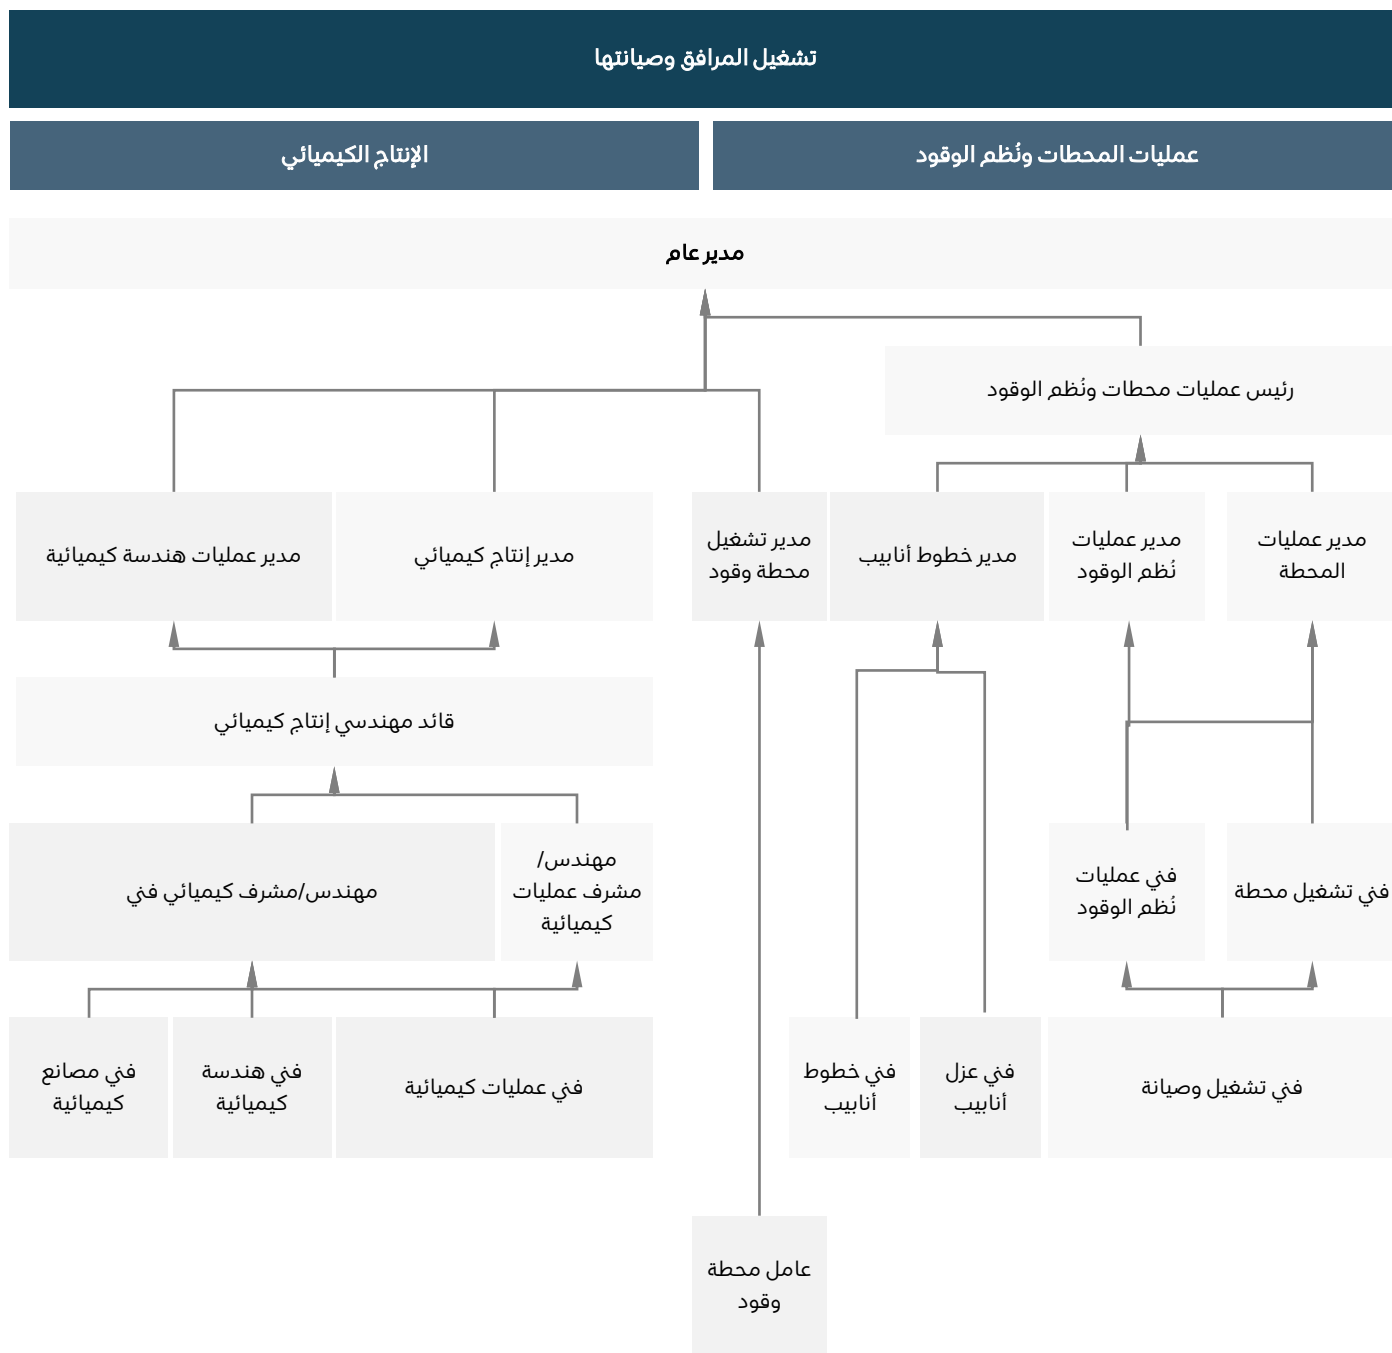 تشغيل المرافق وصيانتها
عمليات المحطات ونُظم الوقود
الإنتاج الكيميائي
مدير عام
رئيس عمليات محطات ونُظم الوقود
مدير عمليات
المحطة
مدير عمليات
نُظم الوقود
مدير خطوط أنابيب
مدير تشغيل
محطة وقود
مدير إنتاج كيميائي
مدير عمليات هندسة كيميائية
قائد مهندسي إنتاج كيميائي
فني تشغيل محطة
فني عمليات
نُظم الوقود
مهندس/
مشرف عمليات
كيميائية
مهندس/مشرف كيميائي فني
فني تشغيل وصيانة
فني عزل
أنابيب
فني خطوط
أنابيب
فني عمليات كيميائية
فني هندسة
كيميائية
فني مصانع
كيميائية
عامل محطة
وقود